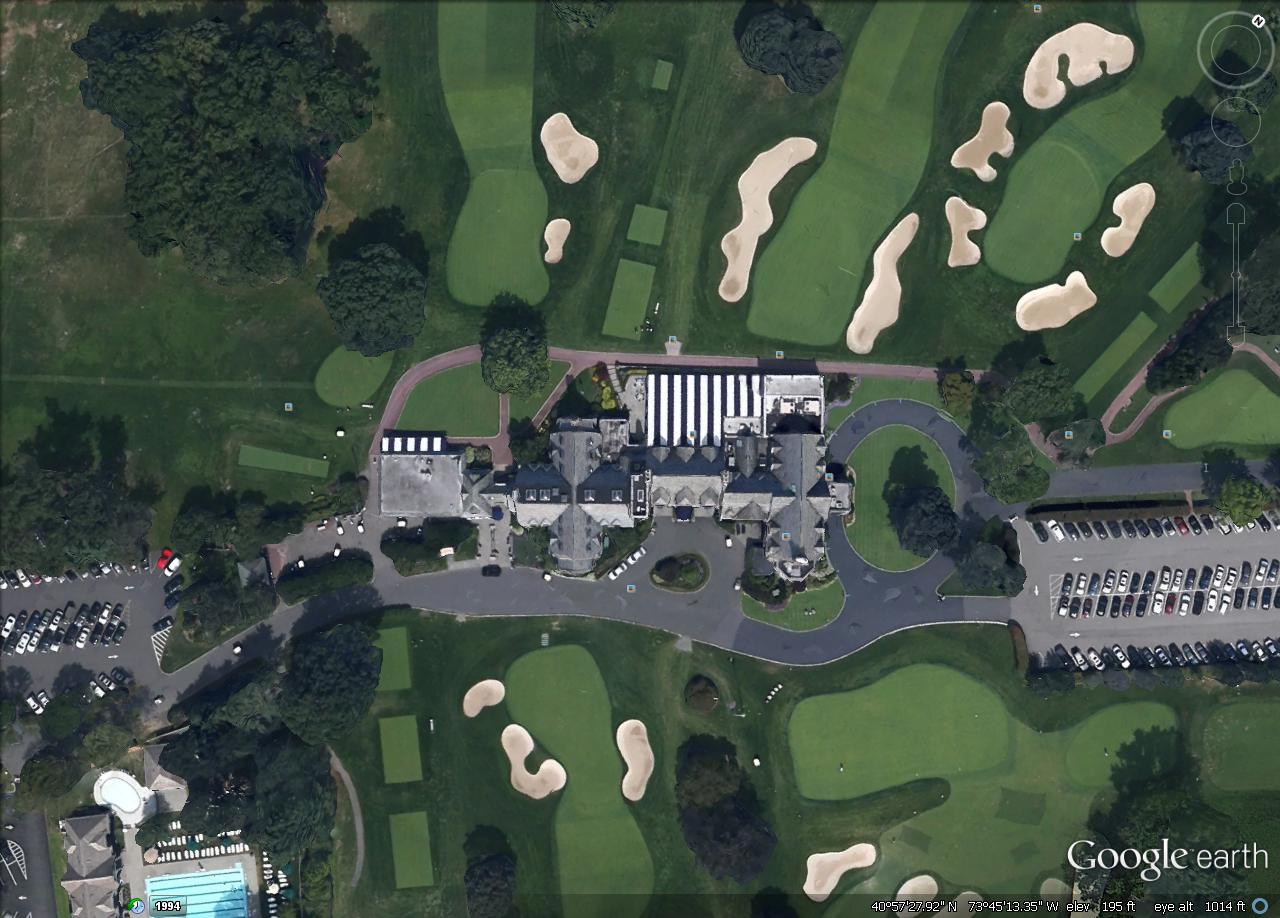 N
Google earth
1994
40°57'27.92" N 73°45'13.35" W elev 195 ft eye alt 1014 ft